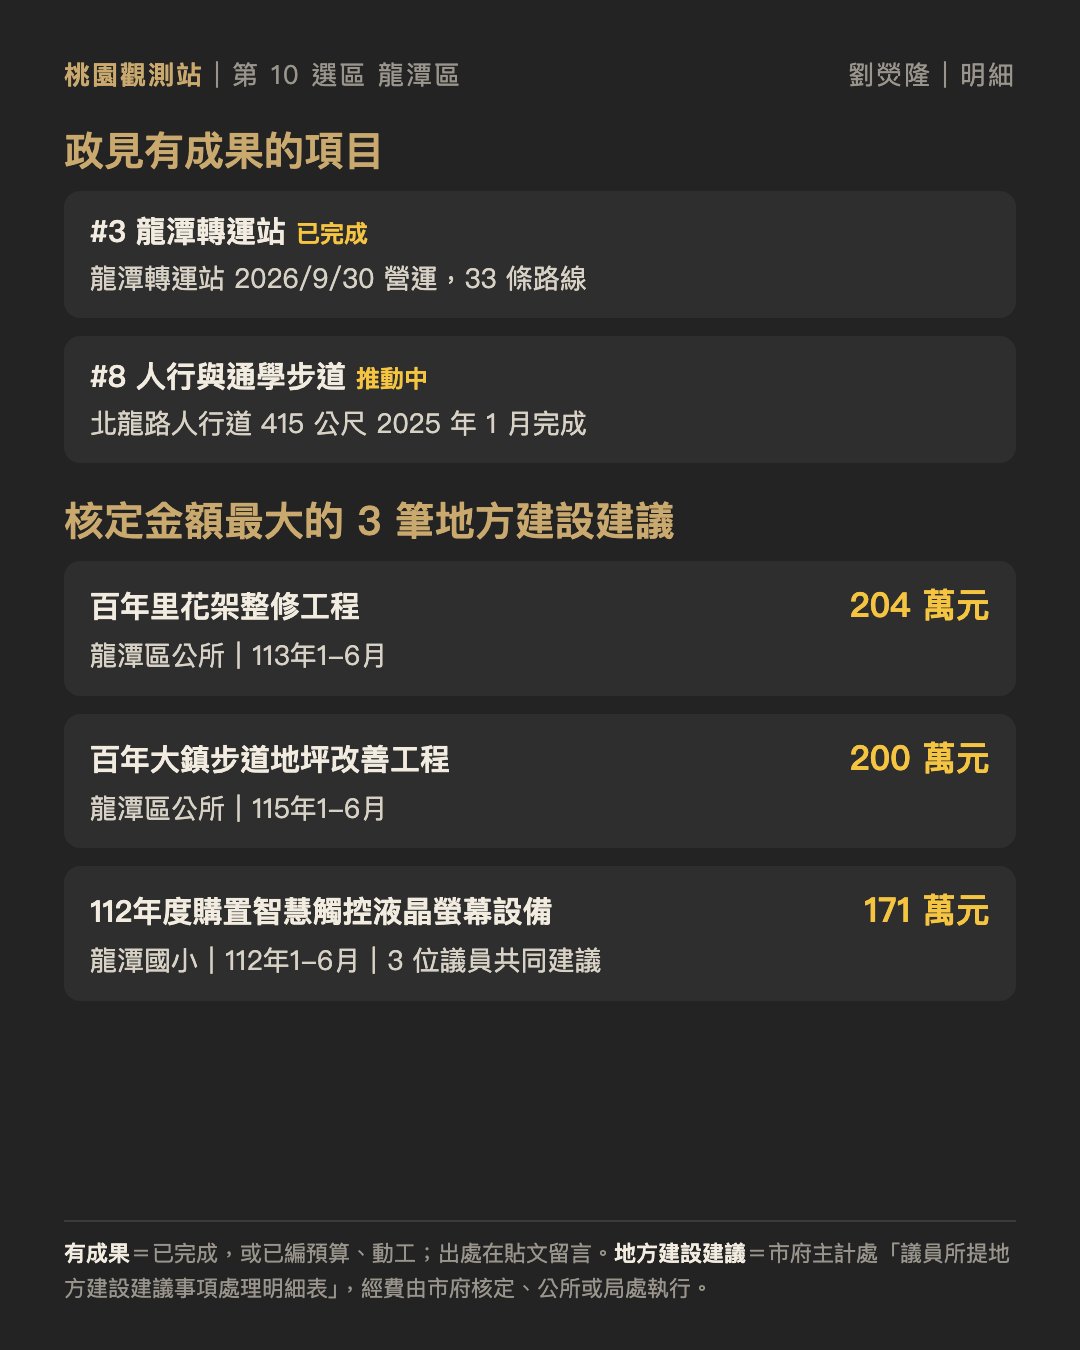 桃園觀測站｜第 10 選區 龍潭區
劉熒隆｜明細
政見有成果的項目
#3 龍潭轉運站 已完成
龍潭轉運站 2026/9/30 營運，33 條路線
#8 人行與通學步道 推動中
北龍路人行道 415 公尺 2025 年 1 月完成
核定金額最大的 3 筆地方建設建議
百年里花架整修工程 204 萬元
龍潭區公所｜113年1–6月
百年大鎮步道地坪改善工程 200 萬元
龍潭區公所｜115年1–6月
112年度購置智慧觸控液晶螢幕設備 171 萬元
龍潭國小｜112年1–6月｜3 位議員共同建議
有成果＝已完成，或已編預算、動工；出處在貼文留言。地方建設建議＝市府主計處「議員所提地
方建設建議事項處理明細表」，經費由市府核定、公所或局處執行。